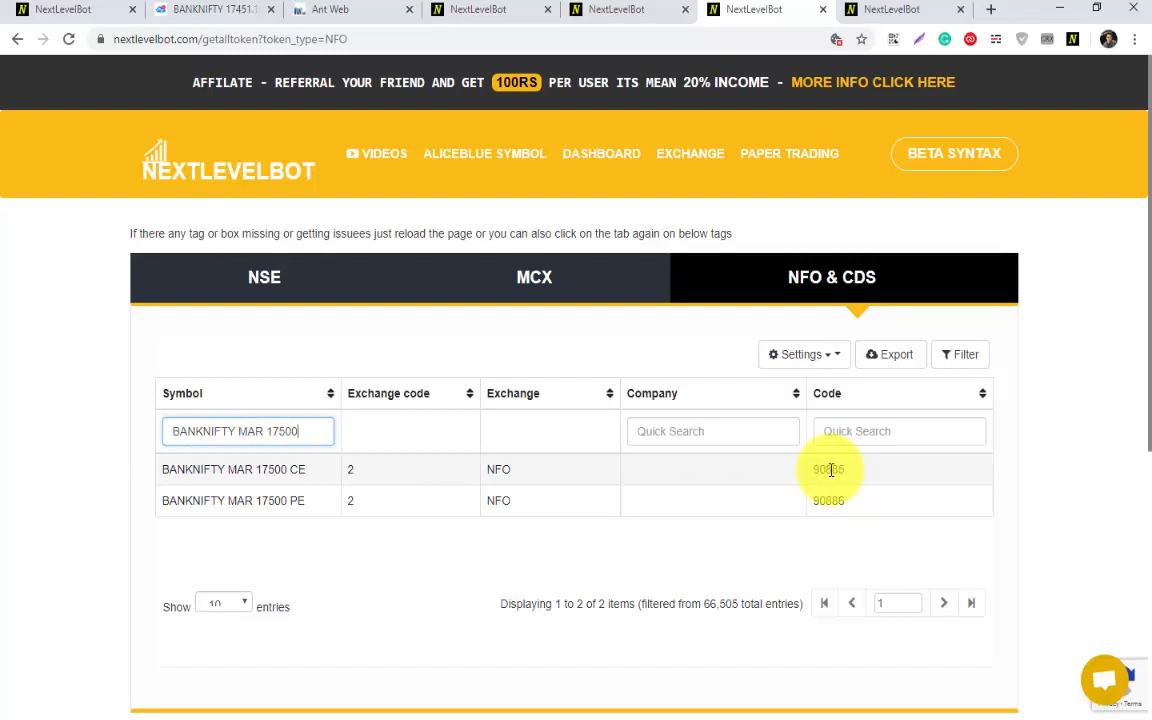 NextLevelBot
BANKNIFTY 17451.
Ant Web
NextLevelBot
NextLevelBot
NextLevelBot
NextLevelBot
nextlevelbot.com/getalltoken?token_type=NFO
AFFILATE - REFERRAL YOUR FRIEND AND GET 100RS PER USER ITS MEAN 20% INCOME - MORE INFO CLICK HERE
NEXTLEVELBOT
VIDEOS
ALICEBLUE SYMBOL
DASHBOARD
EXCHANGE
PAPER TRADING
BETA SYNTAX
If there any tag or box missing or getting issuees just reload the page or you can also click on the tab again on below tags
NSE
MCX
NFO & CDS
Settings
Export
Filter
Symbol
Exchange code
Exchange
Company
Code
BANKNIFTY MAR 17500
Quick Search
Quick Search
BANKNIFTY MAR 17500 CE
2
NFO
90885
BANKNIFTY MAR 17500 PE
2
NFO
90886
Show 10 entries
Displaying 1 to 2 of 2 items (filtered from 66,505 total entries)
1
- Terms